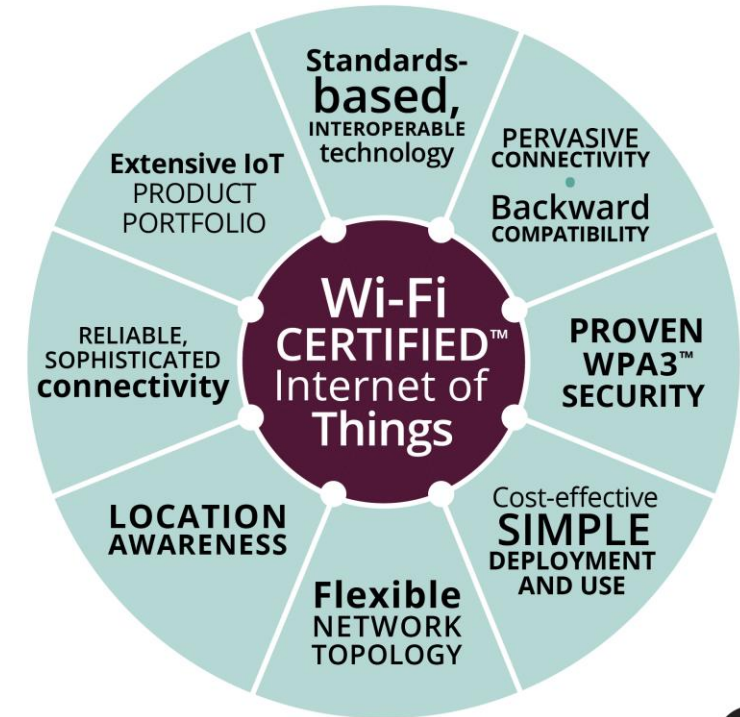 Standards-
based,
INTEROPERABLE
technology
PERVASIVE
CONNECTIVITY
Backward
COMPATIBILITY
PROVEN
WPA3™
SECURITY
Cost-effective
SIMPLE
DEPLOYMENT
AND USE
Flexible
NETWORK
TOPOLOGY
LOCATION
AWARENESS
RELIABLE,
SOPHISTICATED
connectivity
Extensive IoT
PRODUCT
PORTFOLIO
Wi-Fi
CERTIFIED™
Internet of
Things